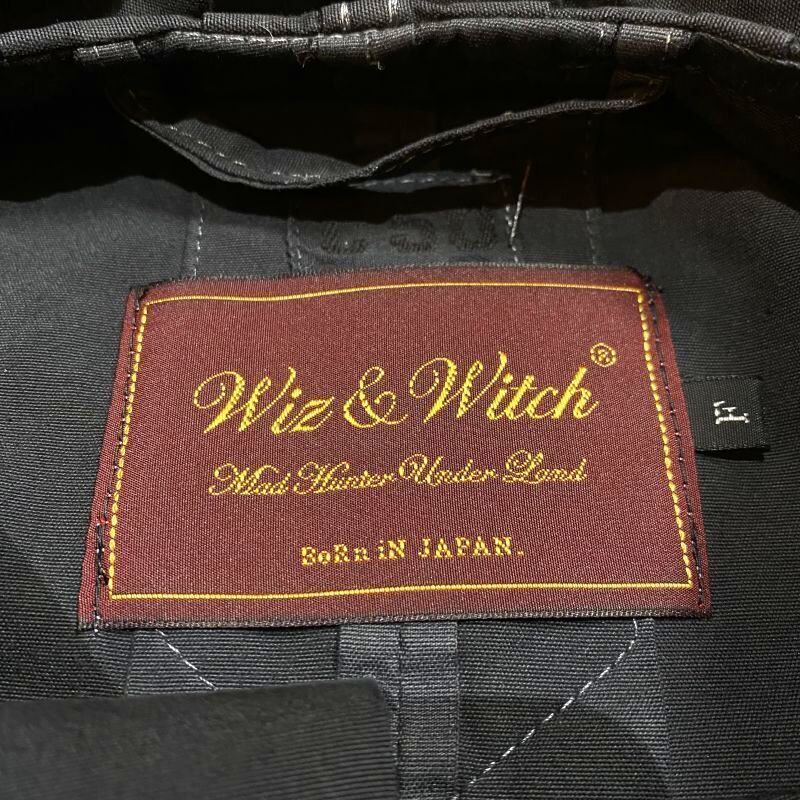 Wiz & Witch ®
Mad Hunter Under Land
BoRn iN JAPAN.
F